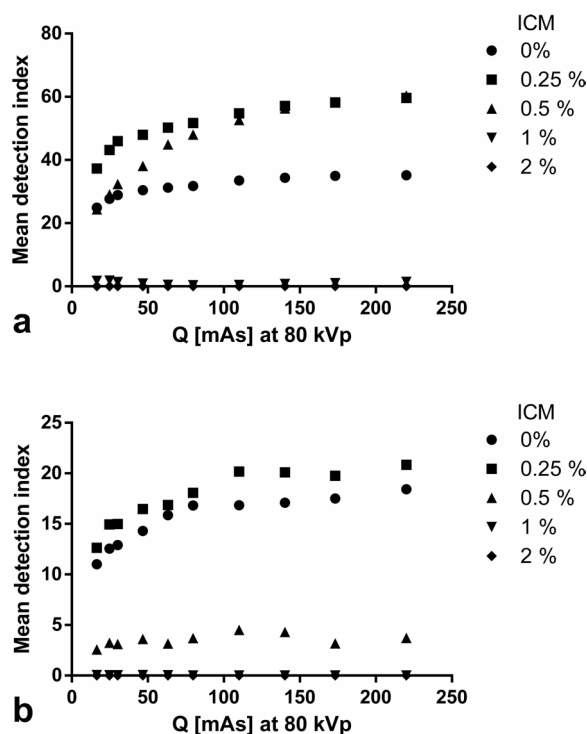 ICM
0%
0.25 %
0.5 %
1 %
2 %
Mean detection index
80
60
40
20
0
0 50 100 150 200 250
Q [mAs] at 80 kVp
a
ICM
0%
0.25 %
0.5 %
1 %
2 %
Mean detection index
25
20
15
10
5
0
0 50 100 150 200 250
Q [mAs] at 80 kVp
b